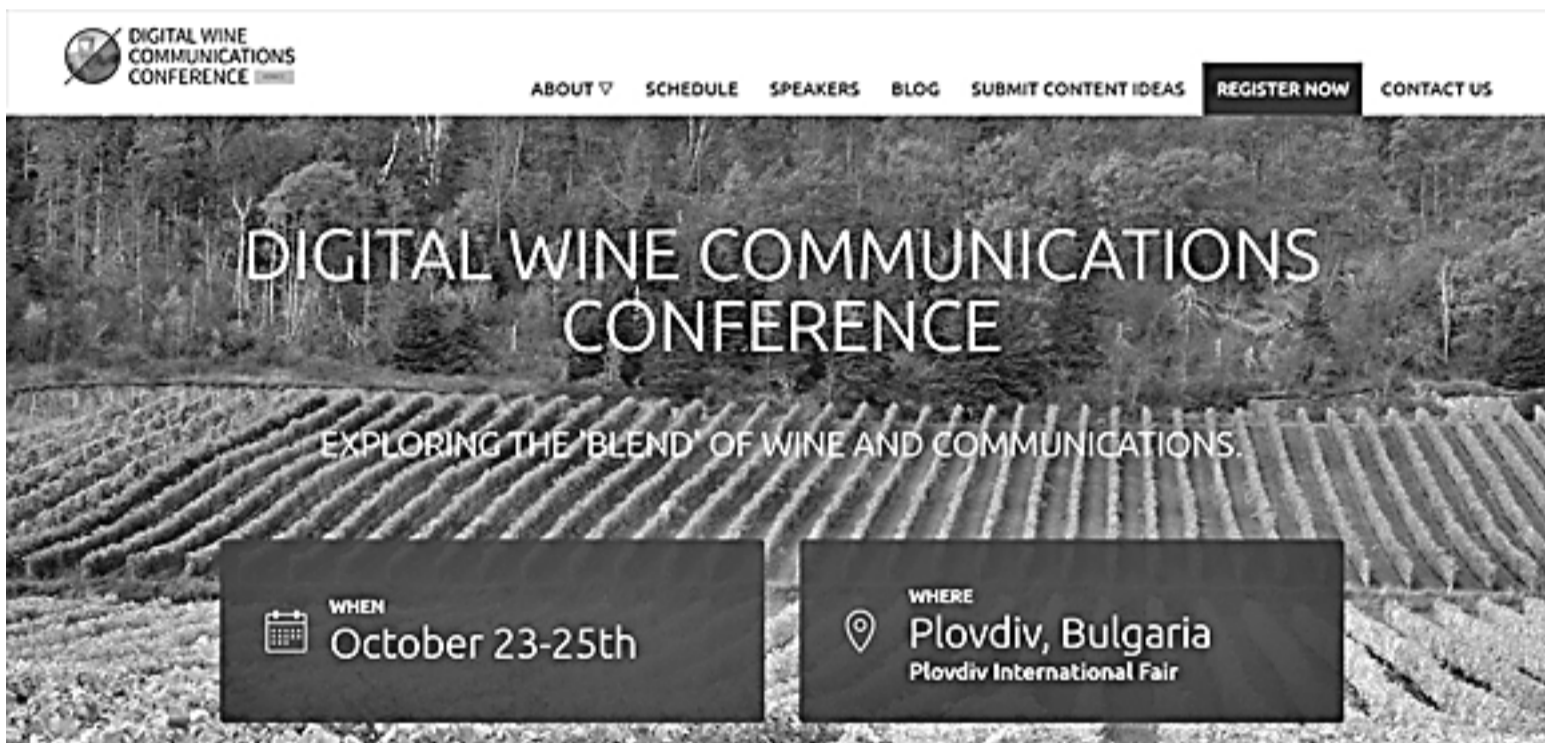 DIGITAL WINE
COMMUNICATIONS
CONFERENCE
ABOUT ▽ SCHEDULE SPEAKERS BLOG SUBMIT CONTENT IDEAS REGISTER NOW CONTACT US
DIGITAL WINE COMMUNICATIONS
CONFERENCE
EXPLORING THE 'BLEND' OF WINE AND COMMUNICATIONS.
WHEN
October 23-25th
WHERE
Plovdiv, Bulgaria
Plovdiv International Fair